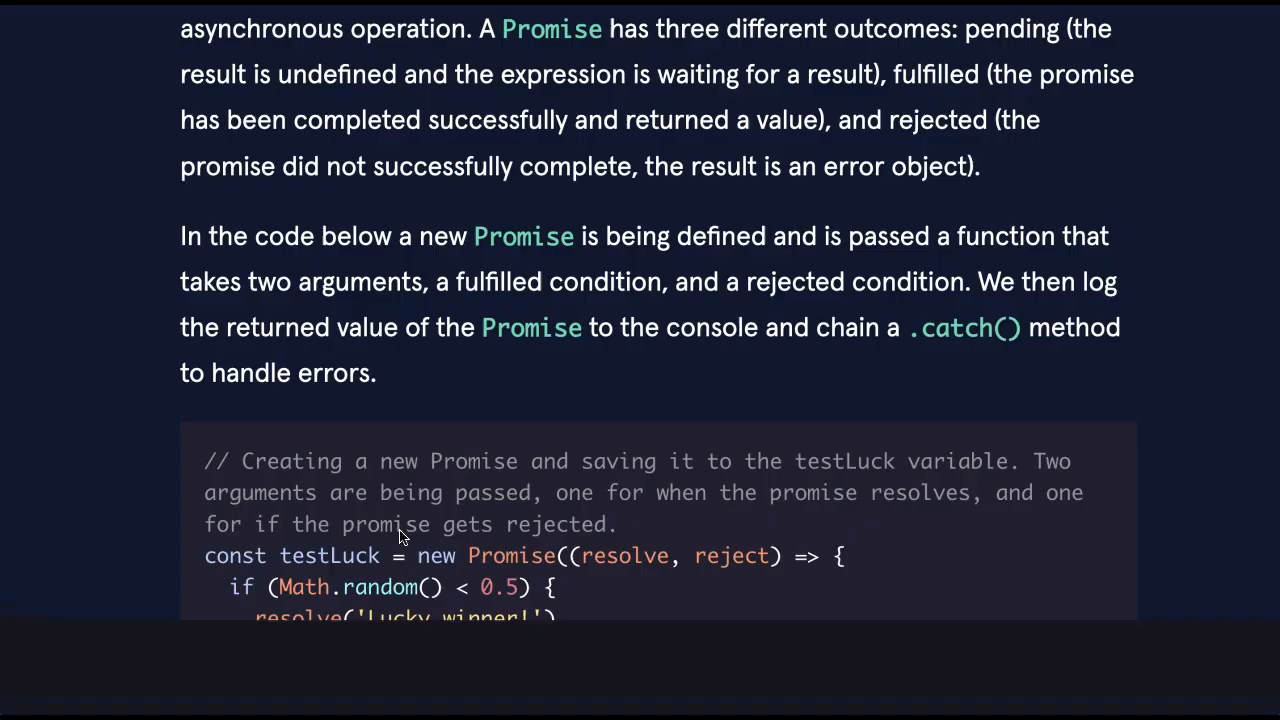 asynchronous operation. A Promise has three different outcomes: pending (the
result is undefined and the expression is waiting for a result), fulfilled (the promise
has been completed successfully and returned a value), and rejected (the
promise did not successfully complete, the result is an error object).
In the code below a new Promise is being defined and is passed a function that
takes two arguments, a fulfilled condition, and a rejected condition. We then log
the returned value of the Promise to the console and chain a .catch() method
to handle errors.
// Creating a new Promise and saving it to the testLuck variable. Two
arguments are being passed, one for when the promise resolves, and one
for if the promise gets rejected.
const testLuck = new Promise((resolve, reject) => {
if (Math.random() < 0.5) {
resolve('Lucky winner!')